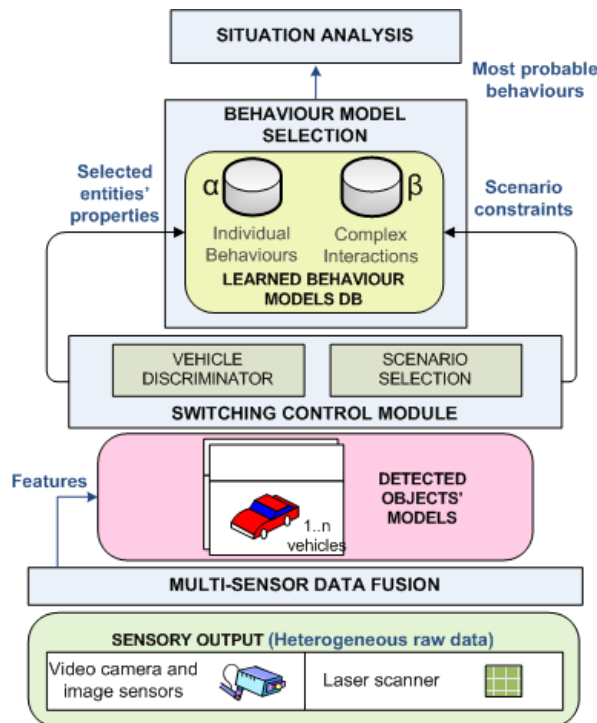 SITUATION ANALYSIS
Most probable
behaviours
BEHAVIOUR MODEL
SELECTION
Selected
entities'
properties
α
β
Scenario
constraints
Individual
Behaviours
Complex
Interactions
LEARNED BEHAVIOUR
MODELS DB
VEHICLE
DISCRIMINATOR
SCENARIO
SELECTION
SWITCHING CONTROL MODULE
Features
DETECTED
OBJECTS'
MODELS
1..n
vehicles
MULTI-SENSOR DATA FUSION
SENSORY OUTPUT (Heterogeneous raw data)
Video camera and
image sensors
Laser scanner